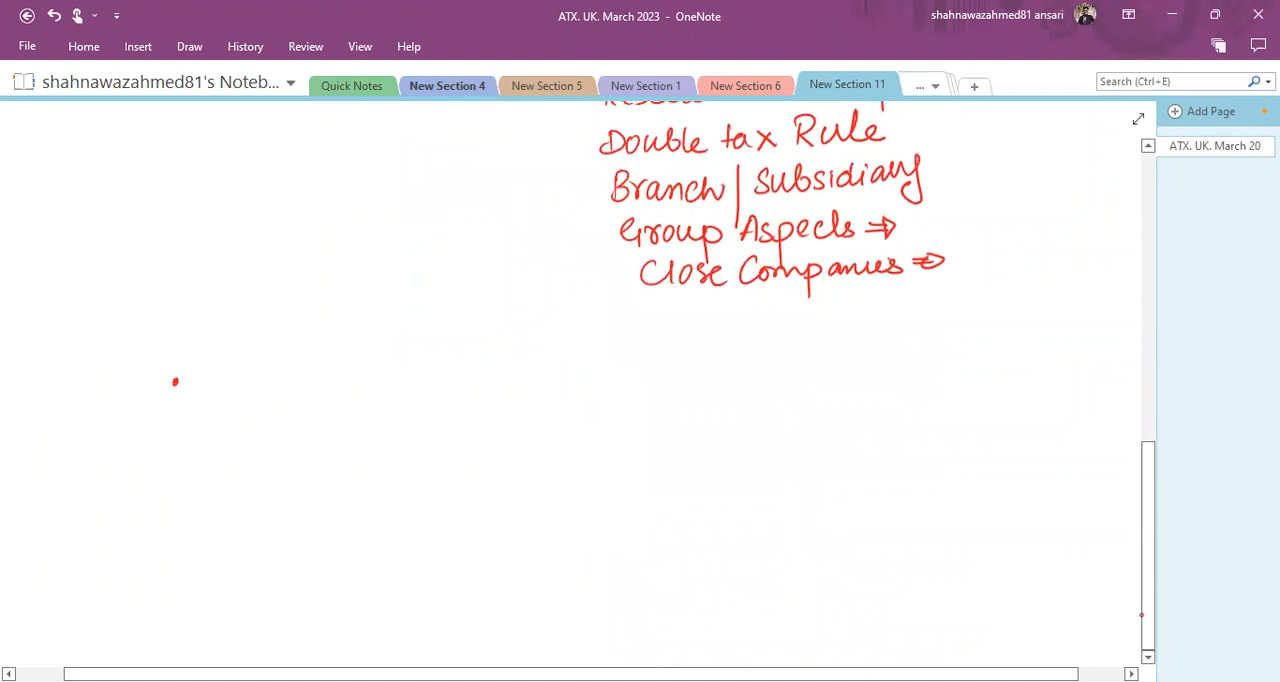 ATX. UK. March 2023 - OneNote
shahnawazahmed81 ansari
File Home Insert Draw History Review View Help
shahnawazahmed81's Noteb...
Quick Notes New Section 4 New Section 5 New Section 1 New Section 6 New Section 11 ...
Search (Ctrl+E)
Add Page
ATX. UK. March 20
Double tax Rule
Branch | Subsidiary
Group Aspects ⇒
Close Companies ⇒